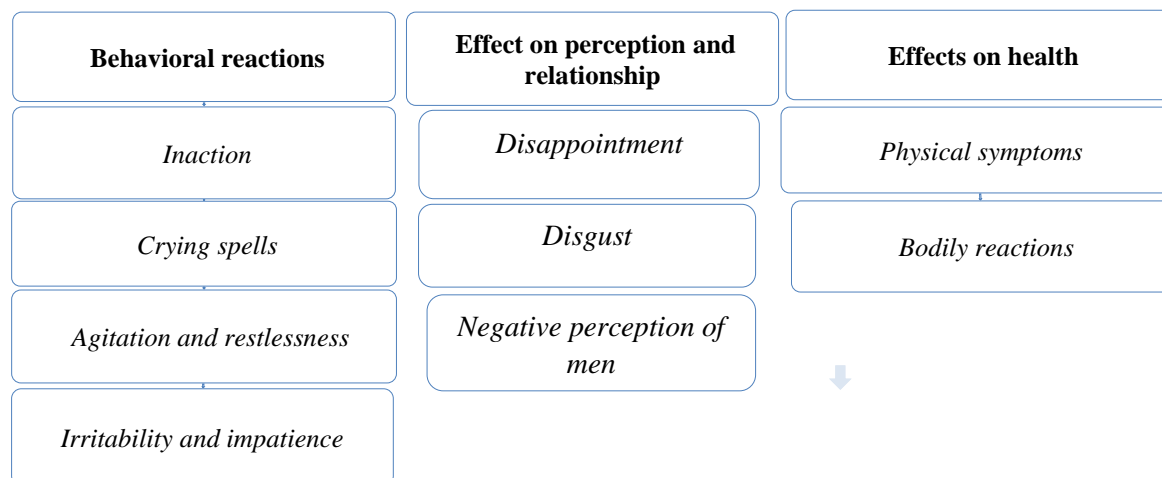 Behavioral reactions
Inaction
Crying spells
Agitation and restlessness
Irritability and impatience
Effect on perception and
relationship
Disappointment
Disgust
Negative perception of
men
Effects on health
Physical symptoms
Bodily reactions